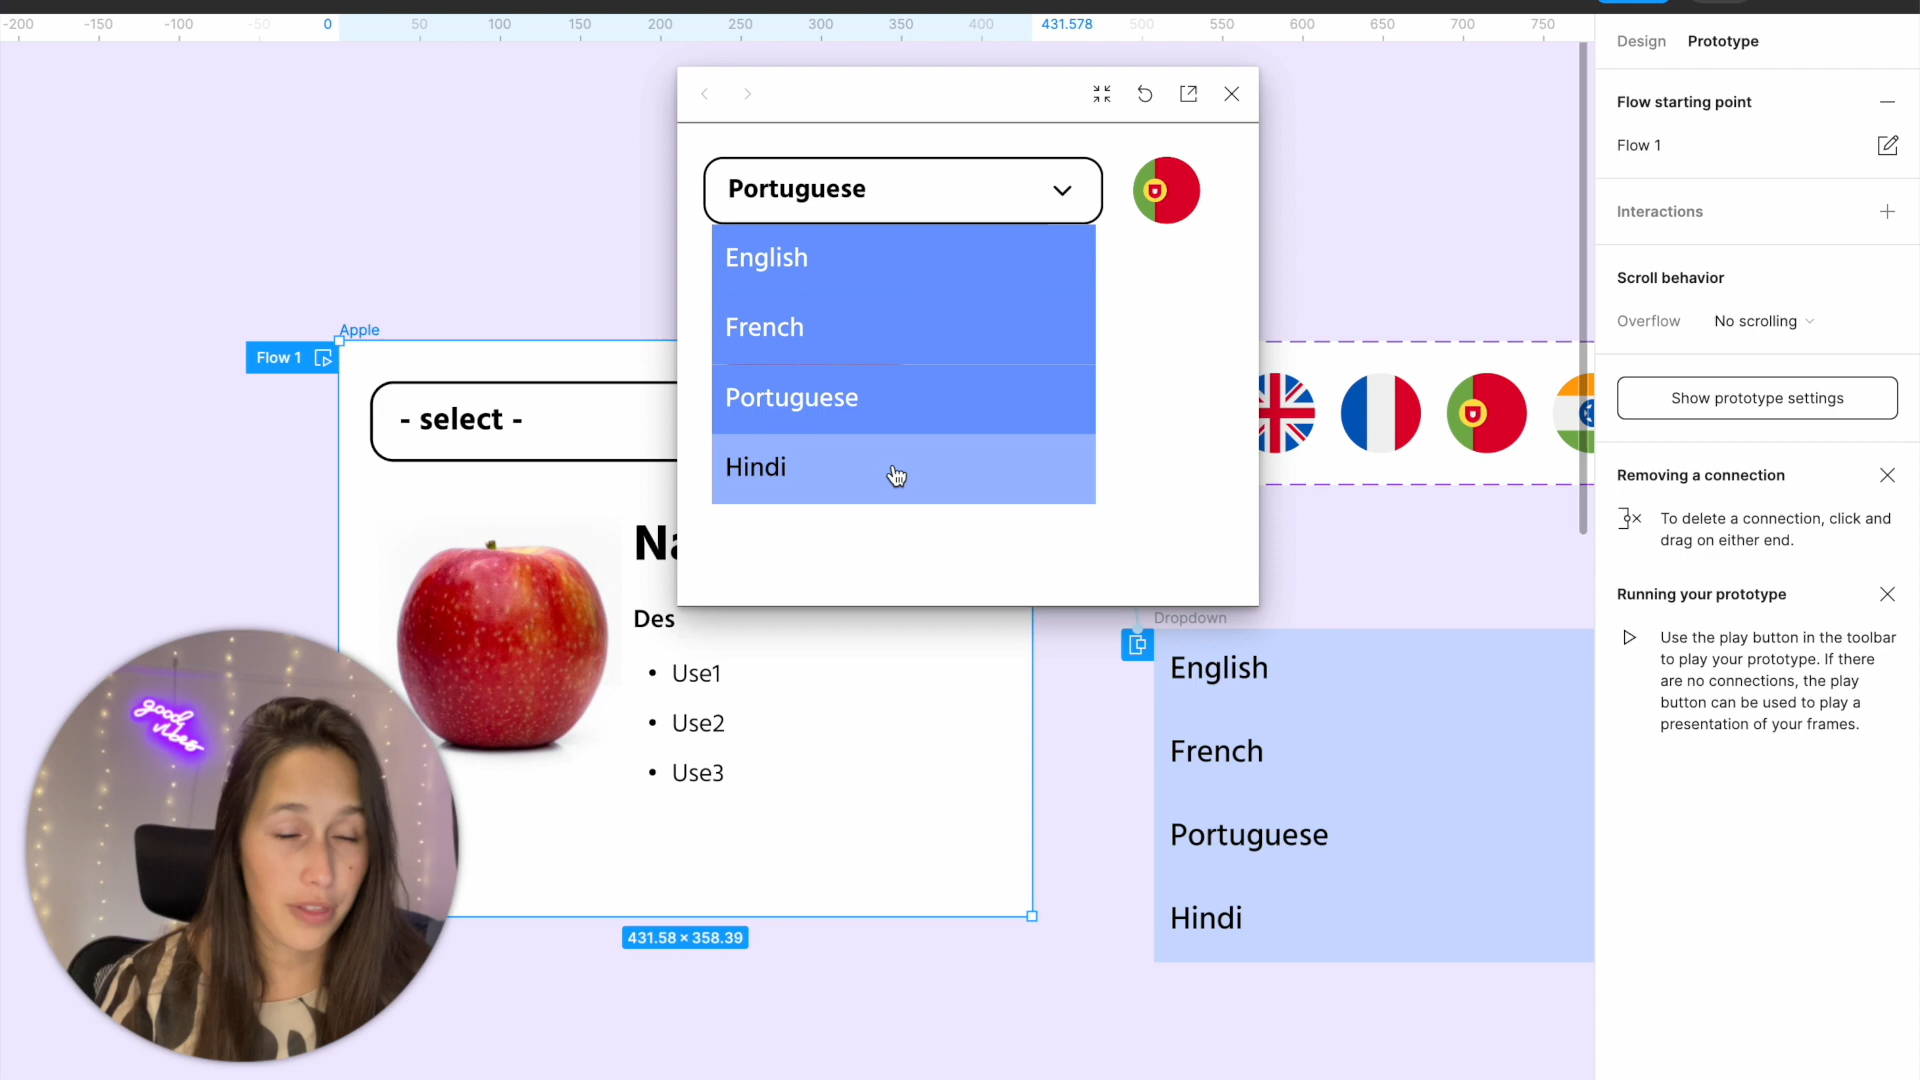 -200 -150 -100 -50 0 50 100 150 200 250 300 350 400 431.578 500 550 600 650 700 750
Design Prototype
Flow starting point
Flow 1
Interactions
Scroll behavior
Overflow No scrolling
Show prototype settings
Removing a connection
To delete a connection, click and
drag on either end.
Running your prototype
Use the play button in the toolbar
to play your prototype. If there
are no connections, the play
button can be used to play a
presentation of your frames.
Portuguese
English
French
Portuguese
Hindi
Apple
Flow 1
- select -
Na
Des
• Use1
• Use2
• Use3
431.58 × 358.39
Dropdown
English
French
Portuguese
Hindi
good
vibes